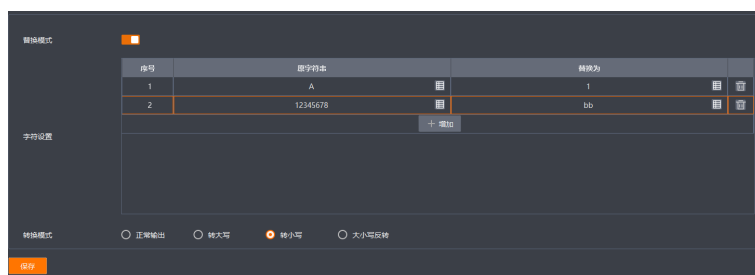 替换模式
序号 原字符串 替换为
1 A 1
2 12345678 bb
+ 增加
字符设置
转换模式 正常输出 转大写 转小写 大小写反转
保存